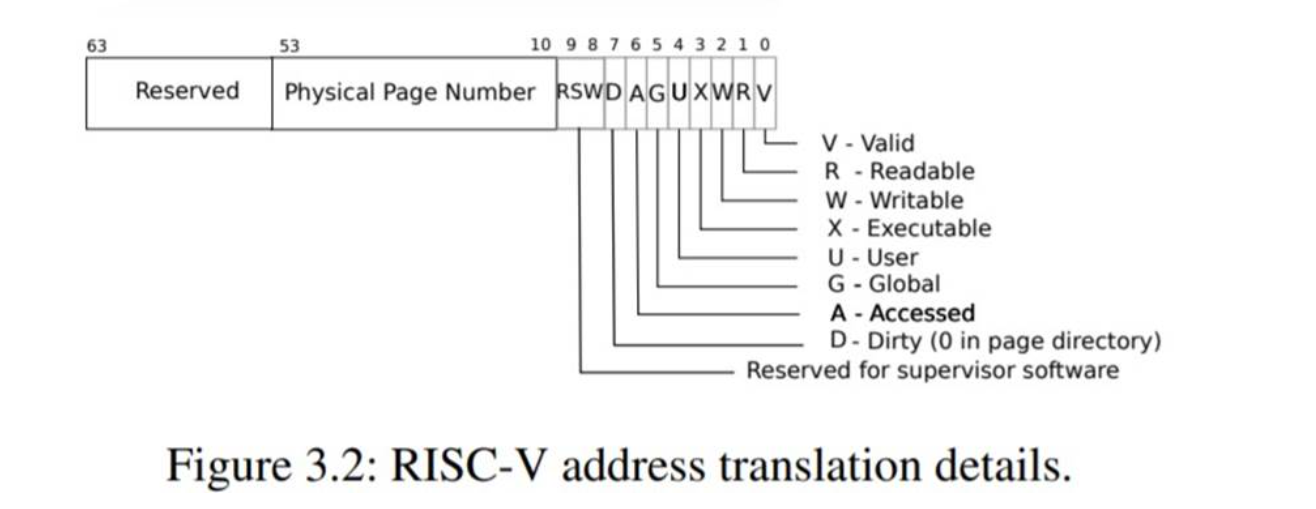 63 53 10 9 8 7 6 5 4 3 2 1 0
Reserved Physical Page Number RSW D A G U X W R V
V - Valid
R - Readable
W - Writable
X - Executable
U - User
G - Global
A - Accessed
D - Dirty (0 in page directory)
Reserved for supervisor software
Figure 3.2: RISC-V address translation details.